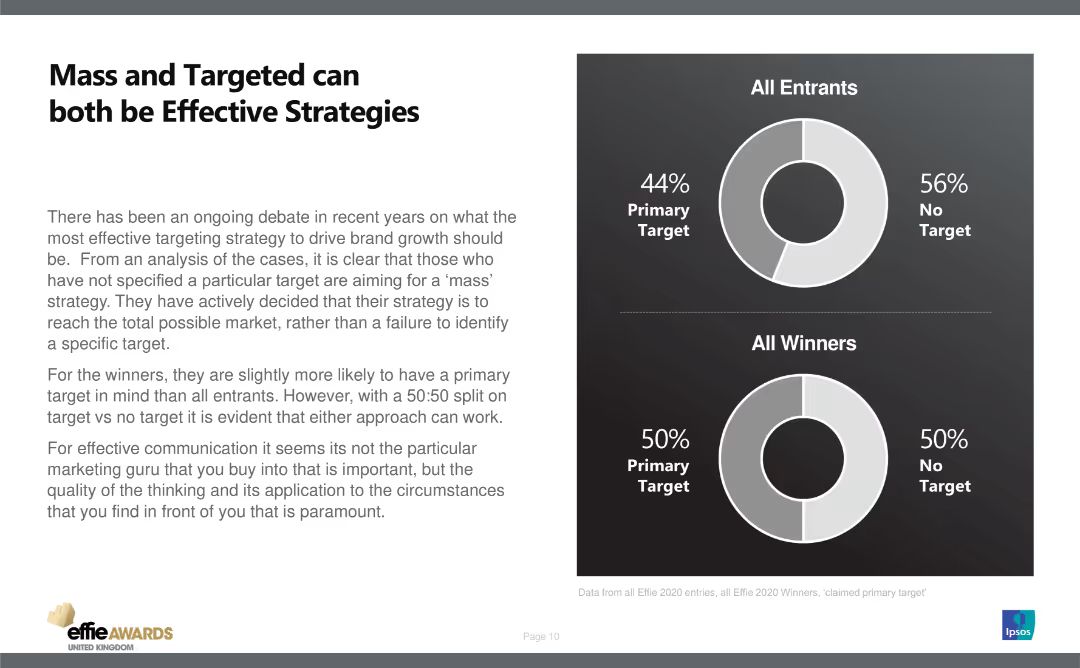 Mass and Targeted can
both be Effective Strategies
There has been an ongoing debate in recent years on what the
most effective targeting strategy to drive brand growth should
be.  From an analysis of the cases, it is clear that those who
have not specified a particular target are aiming for a ‘mass’
strategy. They have actively decided that their strategy is to
reach the total possible market, rather than a failure to identify
a specific target.
For the winners, they are slightly more likely to have a primary
target in mind than all entrants. However, with a 50:50 split on
target vs no target it is evident that either approach can work.
For effective communication it seems its not the particular
marketing guru that you buy into that is important, but the
quality of the thinking and its application to the circumstances
that you find in front of you that is paramount.
All Entrants
44%
Primary
Target
56%
No
Target
All Winners
50%
Primary
Target
50%
No
Target
Data from all Effie 2020 entries, all Effie 2020 Winners, ‘claimed primary target’
effie AWARDS
UNITED KINGDOM
Page 10
Ipsos